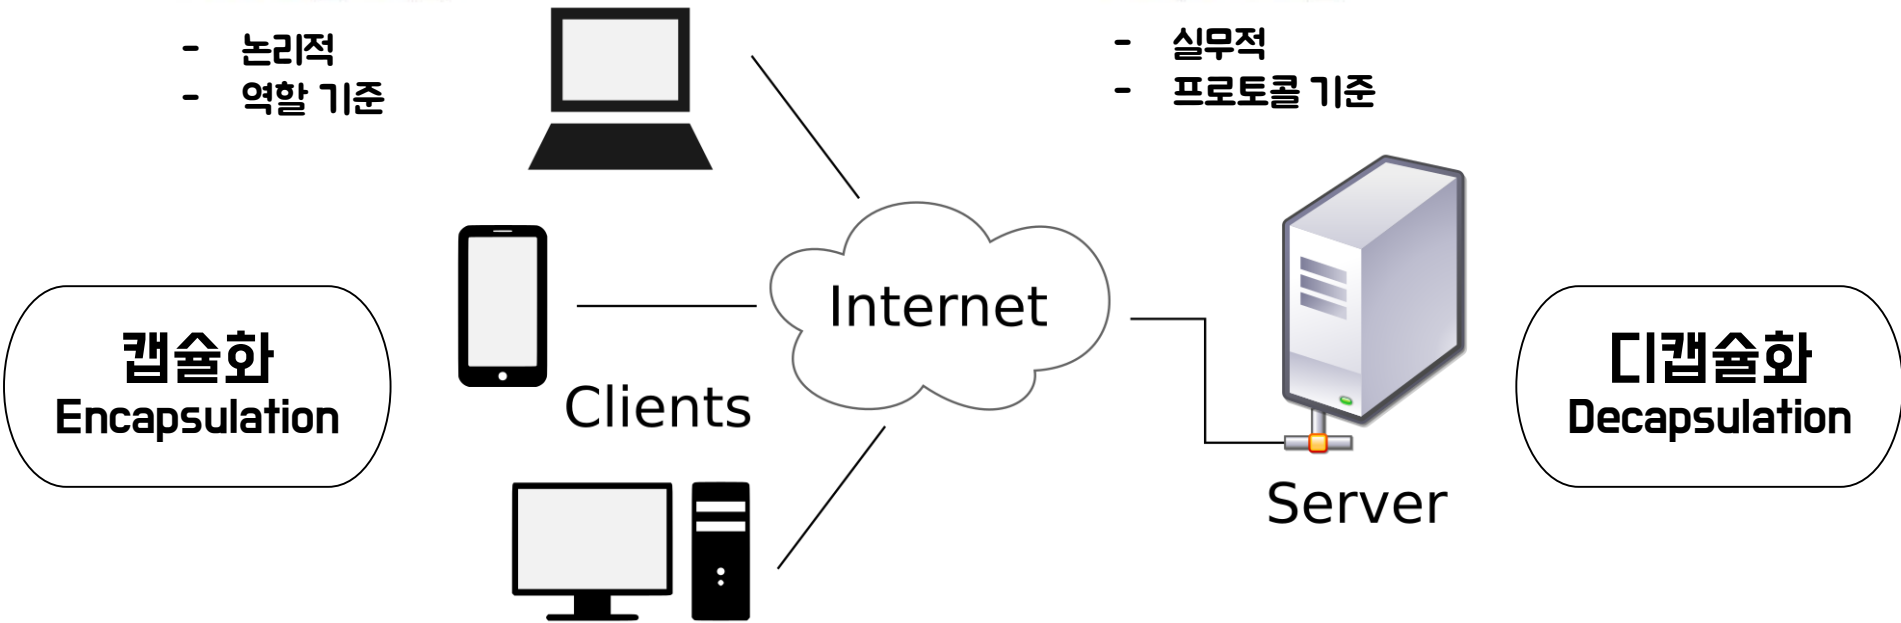 - 논리적
- 역할 기준
- 실무적
- 프로토콜 기준
캡슐화
Encapsulation
Clients
Internet
Server
디캡슐화
Decapsulation